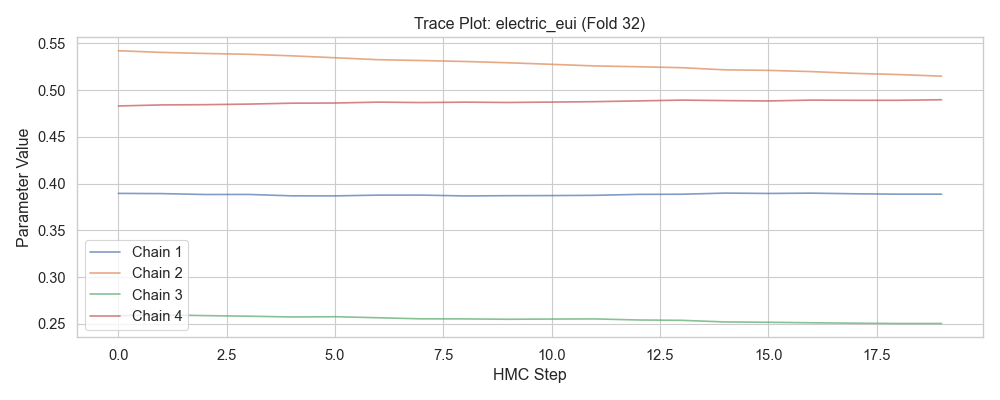 Trace Plot: electric_eui (Fold 32)
Parameter Value
0.55
0.50
0.45
0.40
0.35
0.30
0.25
Chain 1
Chain 2
Chain 3
Chain 4
0.0 2.5 5.0 7.5 10.0 12.5 15.0 17.5
HMC Step